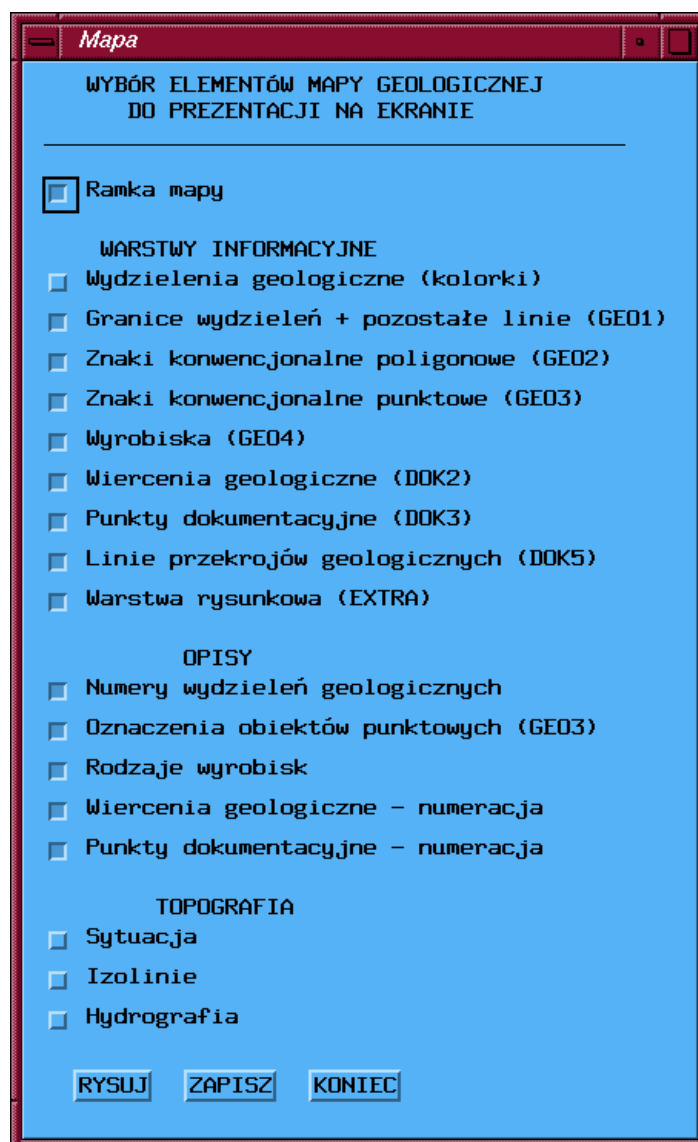 Mapa
WYBÓR ELEMENTÓW MAPY GEOLOGICZNEJ
DO PREZENTACJI NA EKRANIE
Ramka mapy
WARSTWY INFORMACYJNE
Wydzielenia geologiczne (kolorki)
Granice wydzieleń + pozostałe linie (GEO1)
Znaki konwencjonalne poligonowe (GEO2)
Znaki konwencjonalne punktowe (GEO3)
Wyrobiska (GEO4)
Wiercenia geologiczne (DOK2)
Punkty dokumentacyjne (DOK3)
Linie przekrojów geologicznych (DOK5)
Warstwa rysunkowa (EXTRA)
OPISY
Numery wydzieleń geologicznych
Oznaczenia obiektów punktowych (GEO3)
Rodzaje wyrobisk
Wiercenia geologiczne – numeracja
Punkty dokumentacyjne – numeracja
TOPOGRAFIA
Sytuacja
Izolinie
Hydrografia
RYSUJ ZAPISZ KONIEC